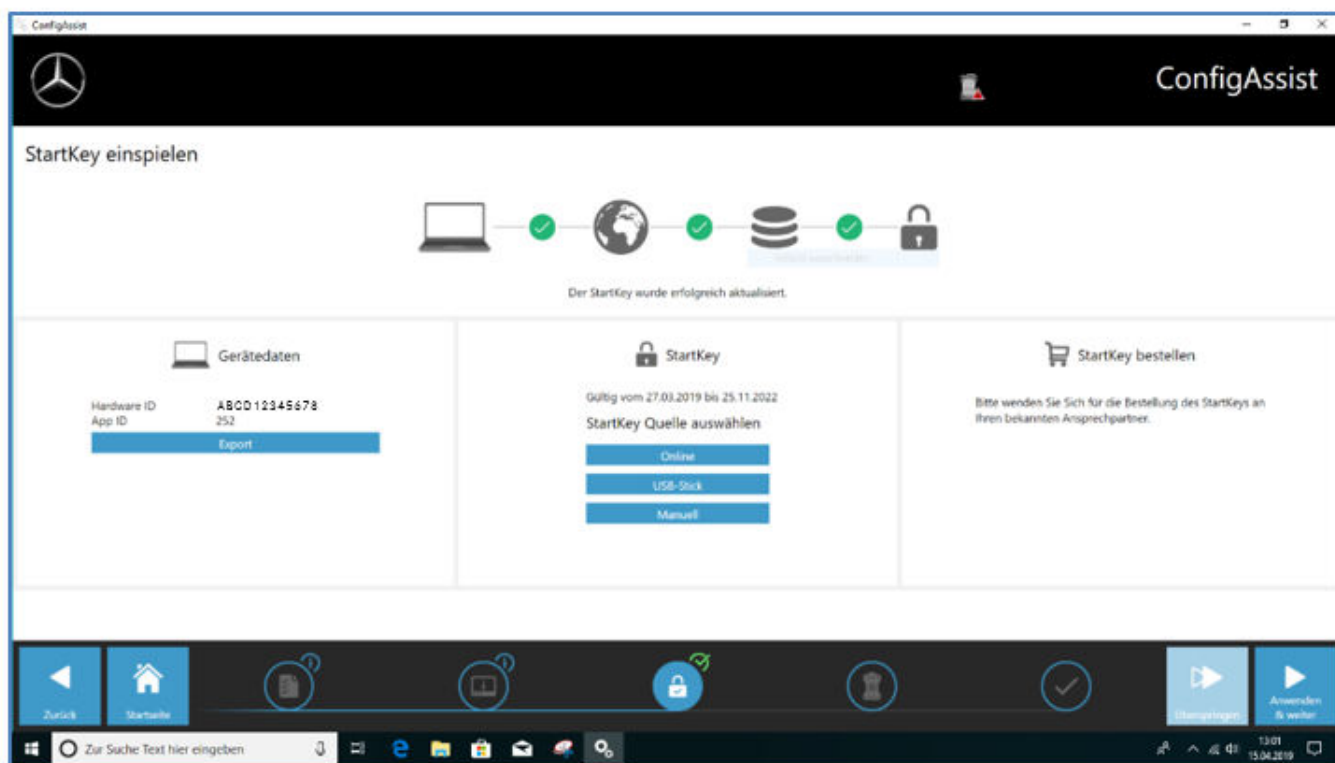 ConfigAssist
ConfigAssist
StartKey einspielen
Der StartKey wurde erfolgreich aktualisiert.
Gerätedaten
Hardware ID ABCD12345678
App ID 252
Export
StartKey
Gültig vom 27.03.2019 bis 25.11.2022
StartKey Quelle auswählen
Online
USB-Stick
Manuell
StartKey bestellen
Bitte wenden Sie Sich für die Bestellung des StartKeys an
Ihren bekannten Ansprechpartner.
Zurück
Startseite
Überspringen
Anwenden
& weiter
Zur Suche Text hier eingeben
13:01
15.04.2019